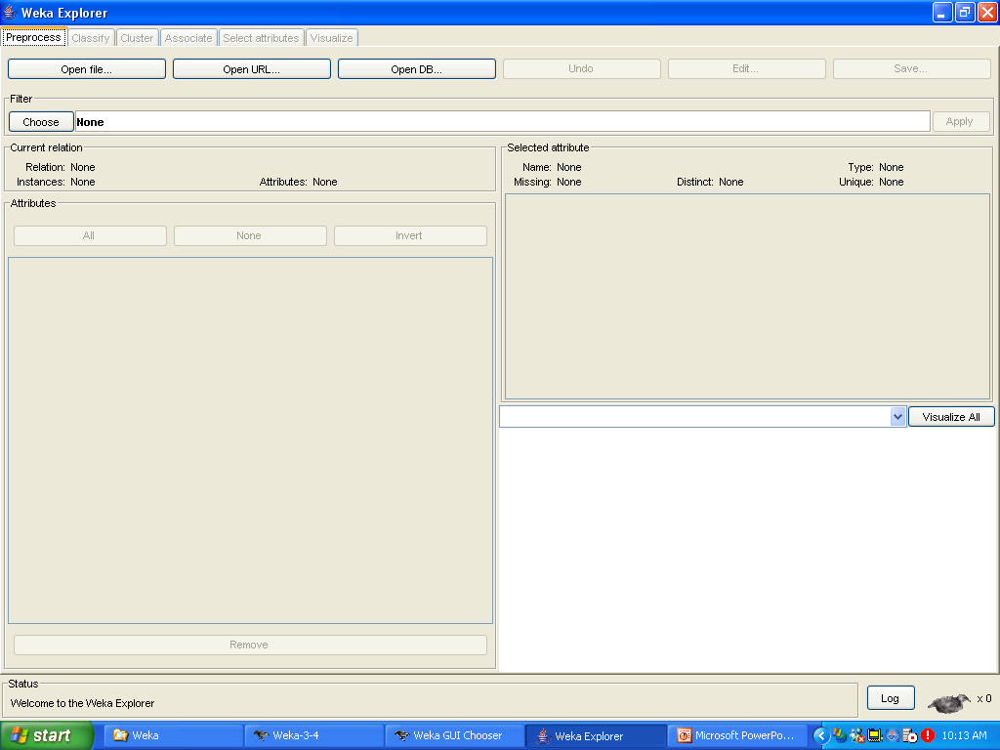 Weka Explorer
Preprocess Classify Cluster Associate Select attributes Visualize
Open file... Open URL... Open DB... Undo Edit... Save...
Filter
Choose None Apply
Current relation
Relation: None
Instances: None Attributes: None
Attributes
All None Invert
Remove
Selected attribute
Name: None Type: None
Missing: None Distinct: None Unique: None
Visualize All
Status
Welcome to the Weka Explorer
Log x 0
start Weka Weka-3-4 Weka GUI Chooser Weka Explorer Microsoft PowerPo... 10:13 AM